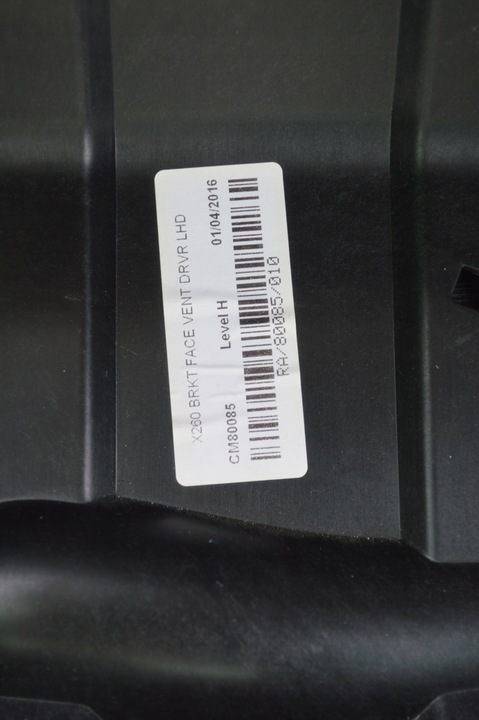 X260 BRKT FACE VENT DRVR LHD
CM80085 Level H 01/04/2016
RA/80085/010